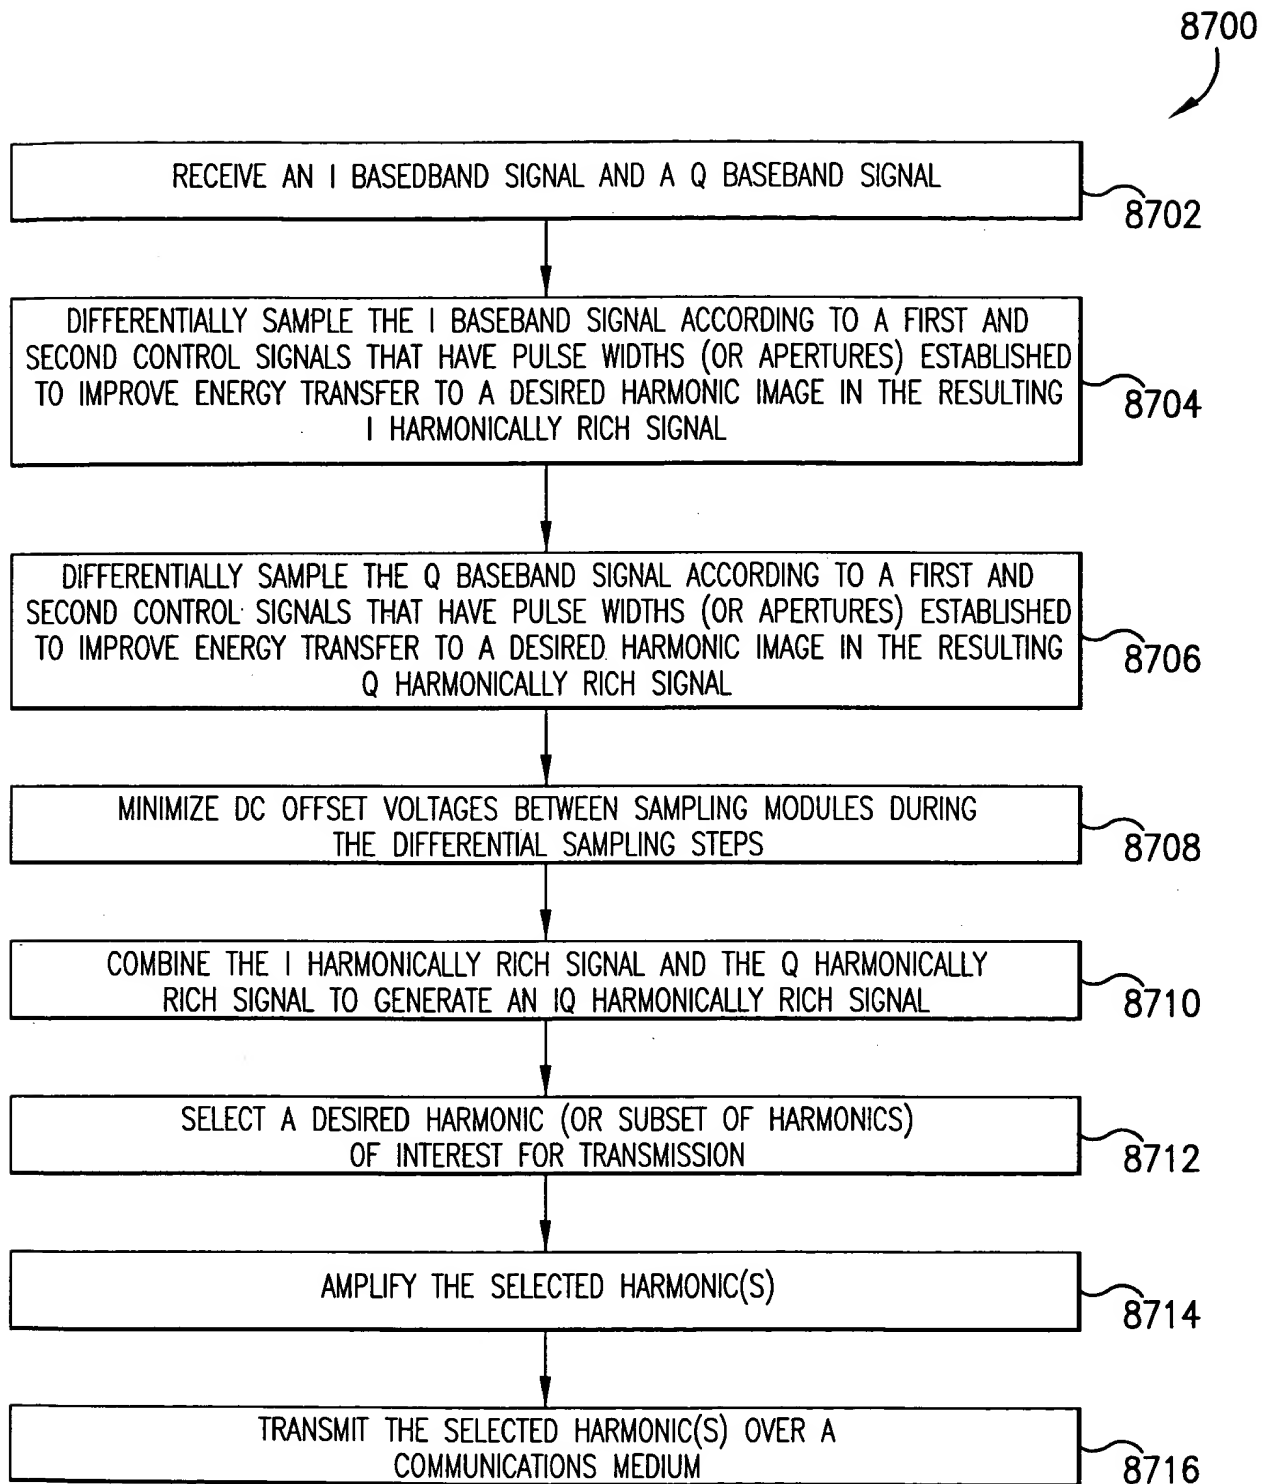 8700
RECEIVE AN I BASEDBAND SIGNAL AND A Q BASEBAND SIGNAL
8702
DIFFERENTIALLY SAMPLE THE I BASEBAND SIGNAL ACCORDING TO A FIRST AND
SECOND CONTROL SIGNALS THAT HAVE PULSE WIDTHS (OR APERTURES) ESTABLISHED
TO IMPROVE ENERGY TRANSFER TO A DESIRED HARMONIC IMAGE IN THE RESULTING
I HARMONICALLY RICH SIGNAL
8704
DIFFERENTIALLY SAMPLE THE Q BASEBAND SIGNAL ACCORDING TO A FIRST AND
SECOND CONTROL SIGNALS THAT HAVE PULSE WIDTHS (OR APERTURES) ESTABLISHED
TO IMPROVE ENERGY TRANSFER TO A DESIRED HARMONIC IMAGE IN THE RESULTING
Q HARMONICALLY RICH SIGNAL
8706
MINIMIZE DC OFFSET VOLTAGES BETWEEN SAMPLING MODULES DURING
THE DIFFERENTIAL SAMPLING STEPS
8708
COMBINE THE I HARMONICALLY RICH SIGNAL AND THE Q HARMONICALLY
RICH SIGNAL TO GENERATE AN IQ HARMONICALLY RICH SIGNAL
8710
SELECT A DESIRED HARMONIC (OR SUBSET OF HARMONICS)
OF INTEREST FOR TRANSMISSION
8712
AMPLIFY THE SELECTED HARMONIC(S)
8714
TRANSMIT THE SELECTED HARMONIC(S) OVER A
COMMUNICATIONS MEDIUM
8716